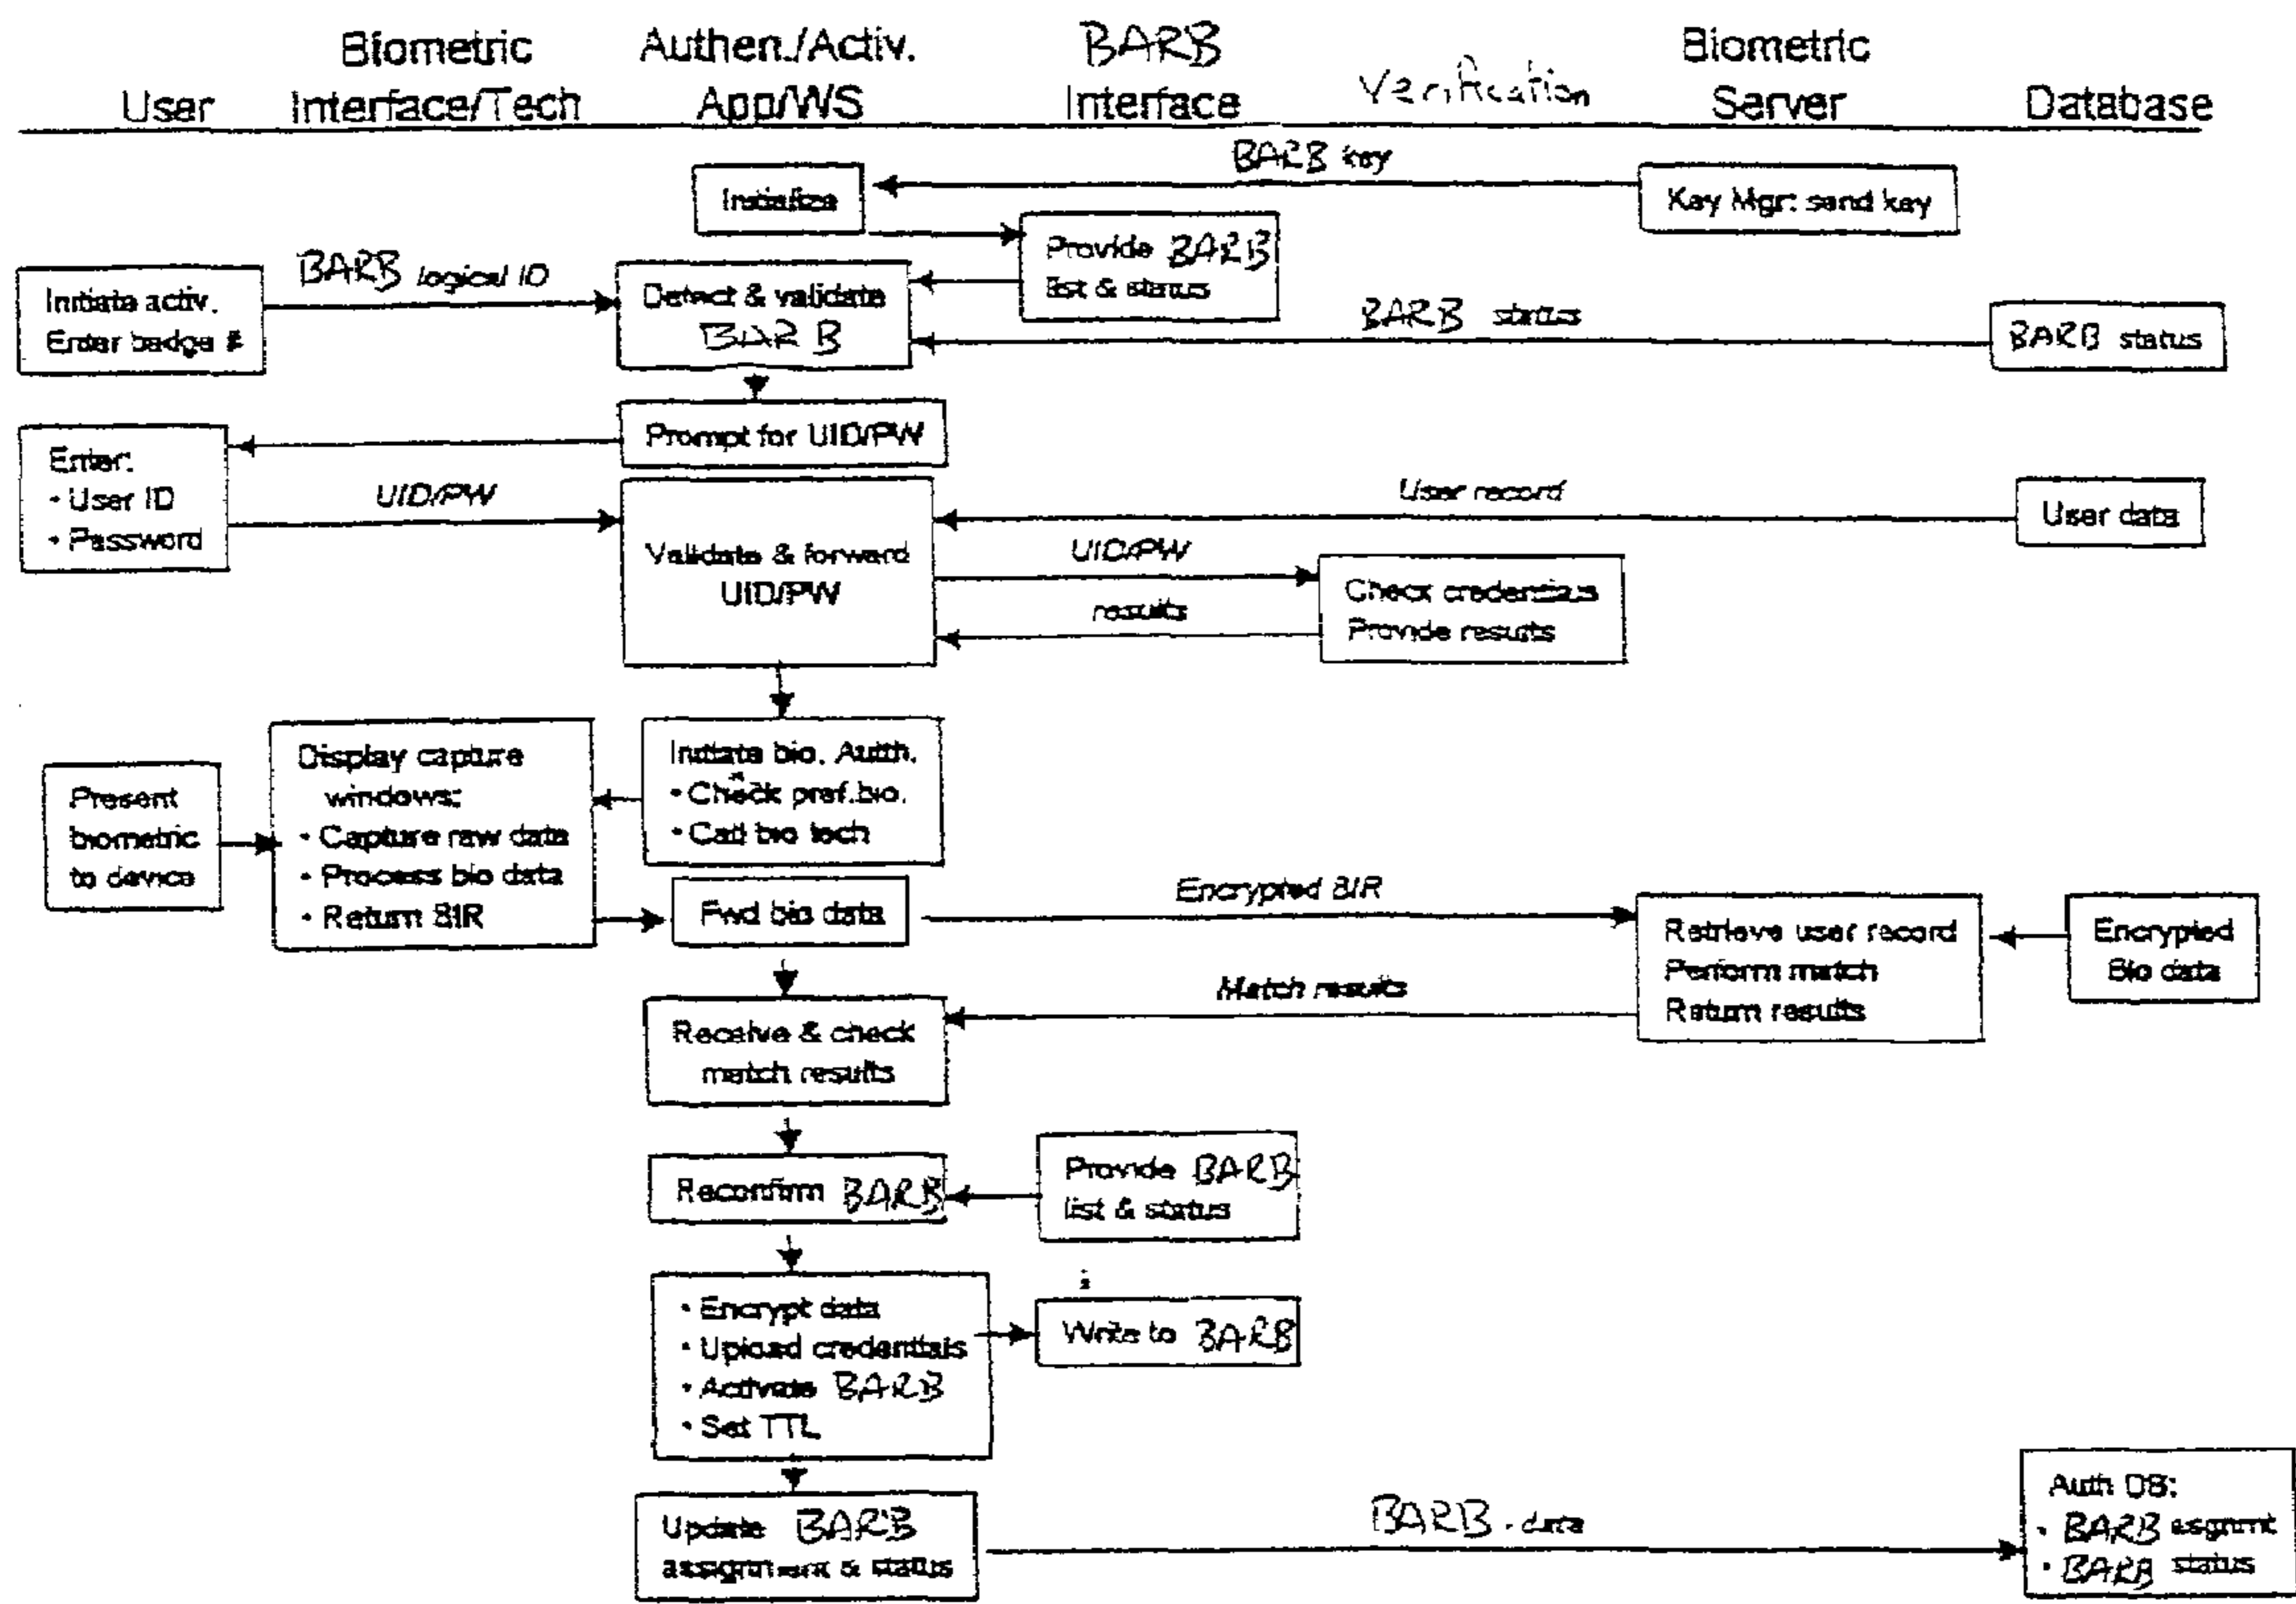 User
Biometric
Interface/Tech
Authen./Activ.
App/WS
BARB
Interface
Verification
Biometric
Server
Database
BARB key
Initialize
Key Mgr: send key
Provide BARB
list & status
Initiate activ.
Enter badge #
BARB logical ID
Detect & validate
BARB
BARB status
BARB status
Prompt for UID/PW
Enter:
• User ID
• Password
UID/PW
Validate & forward
UID/PW
User record
User data
UID/PW
results
Check credentials
Provide results
Present
biometric
to device
Display capture
windows:
• Capture raw data
• Process bio data
• Return BIR
Initiate bio. Auth.
• Check pref.bio.
• Call bio tech
Fwd bio data
Encrypted BIR
Retrieve user record
Perform match
Return results
Encrypted
Bio data
Match results
Receive & check
match results
Reconfirm BARB
Provide BARB
list & status
• Encrypt data
• Upload credentials
• Activate BARB
• Set TTL
Write to BARB
Update BARB
assignment & status
BARB data
Auth DB:
• BARB asgnmt
• BARB status